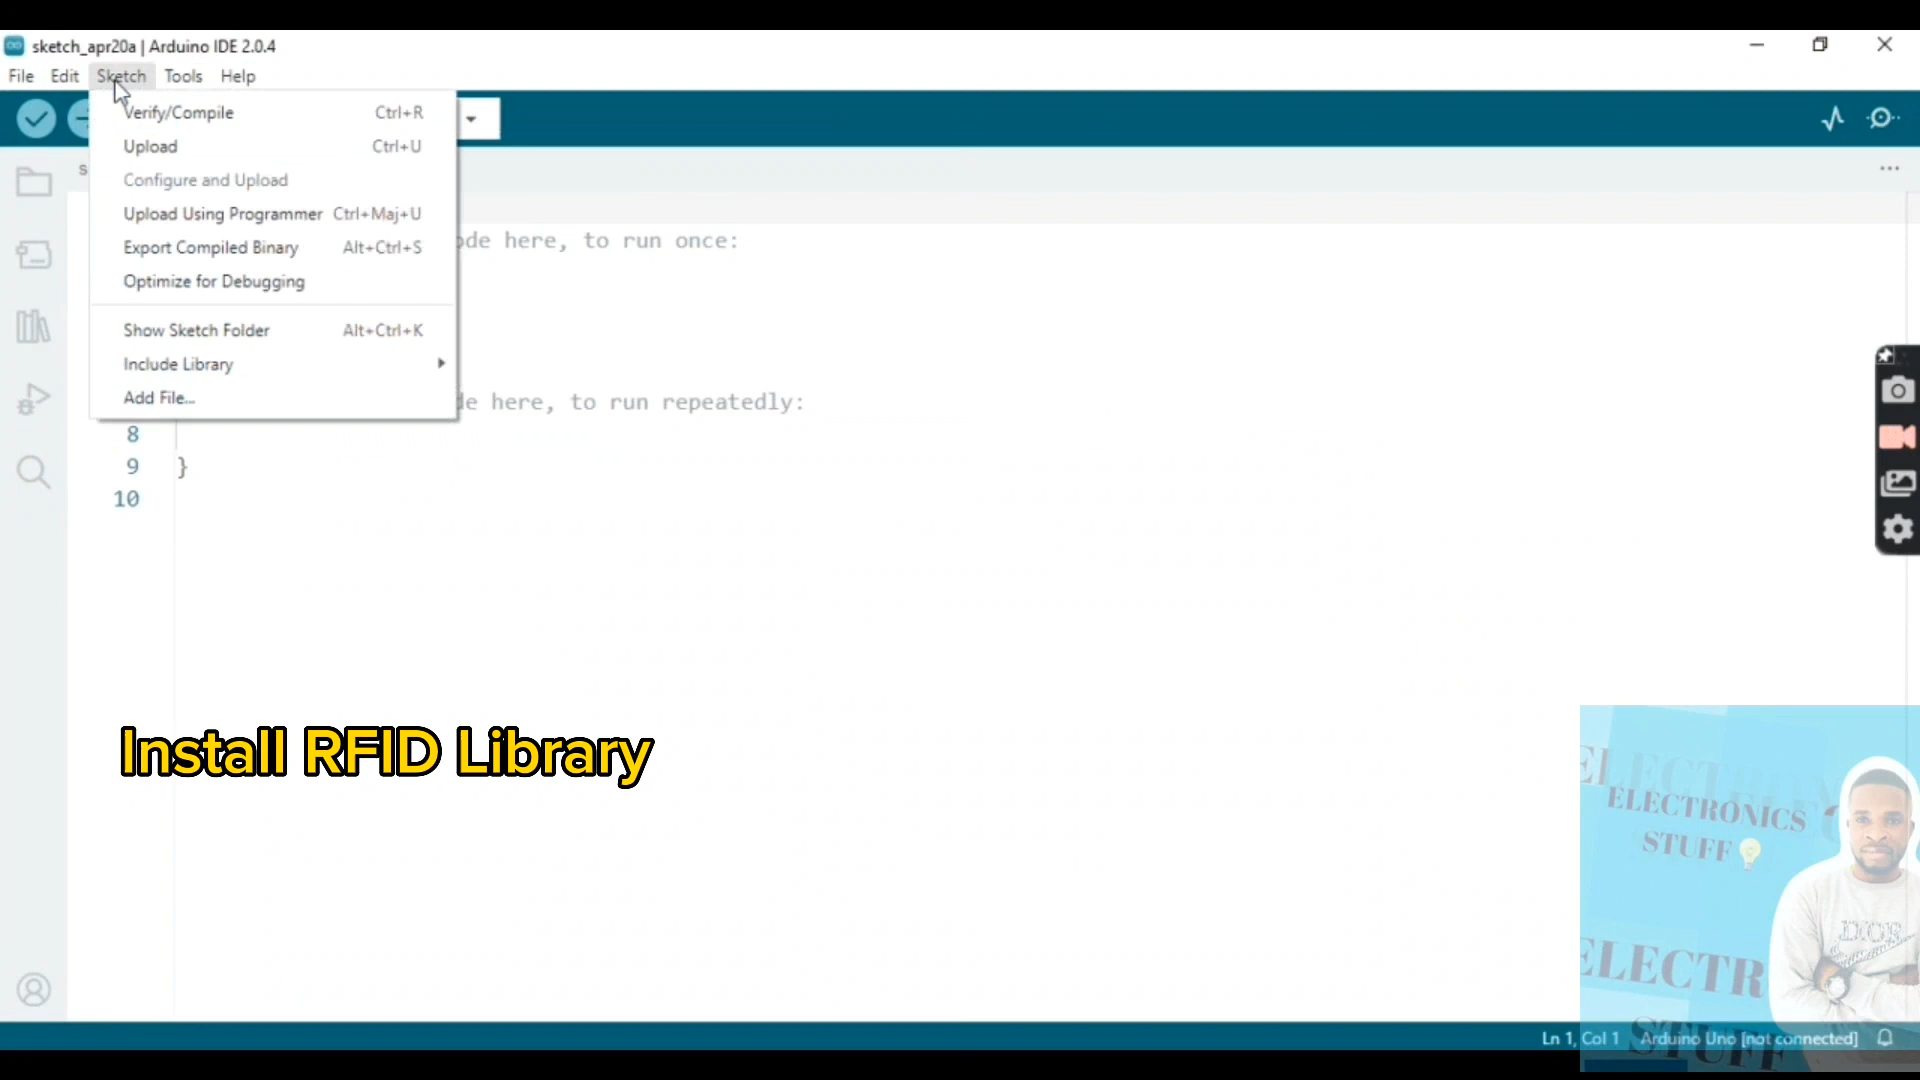 sketch_apr20a | Arduino IDE 2.0.4
File Edit Sketch Tools Help
Verify/Compile Ctrl+R
Upload Ctrl+U
Configure and Upload
Upload Using Programmer Ctrl+Maj+U
Export Compiled Binary Alt+Ctrl+S
ode here, to run once:
Optimize for Debugging
Show Sketch Folder Alt+Ctrl+K
Include Library
Add File...
de here, to run repeatedly:
8
9 }
10
Install RFID Library
ELECTRONICS
STUFF
ELECTR
STUFF
Ln 1, Col 1 Arduino Uno [not connected]